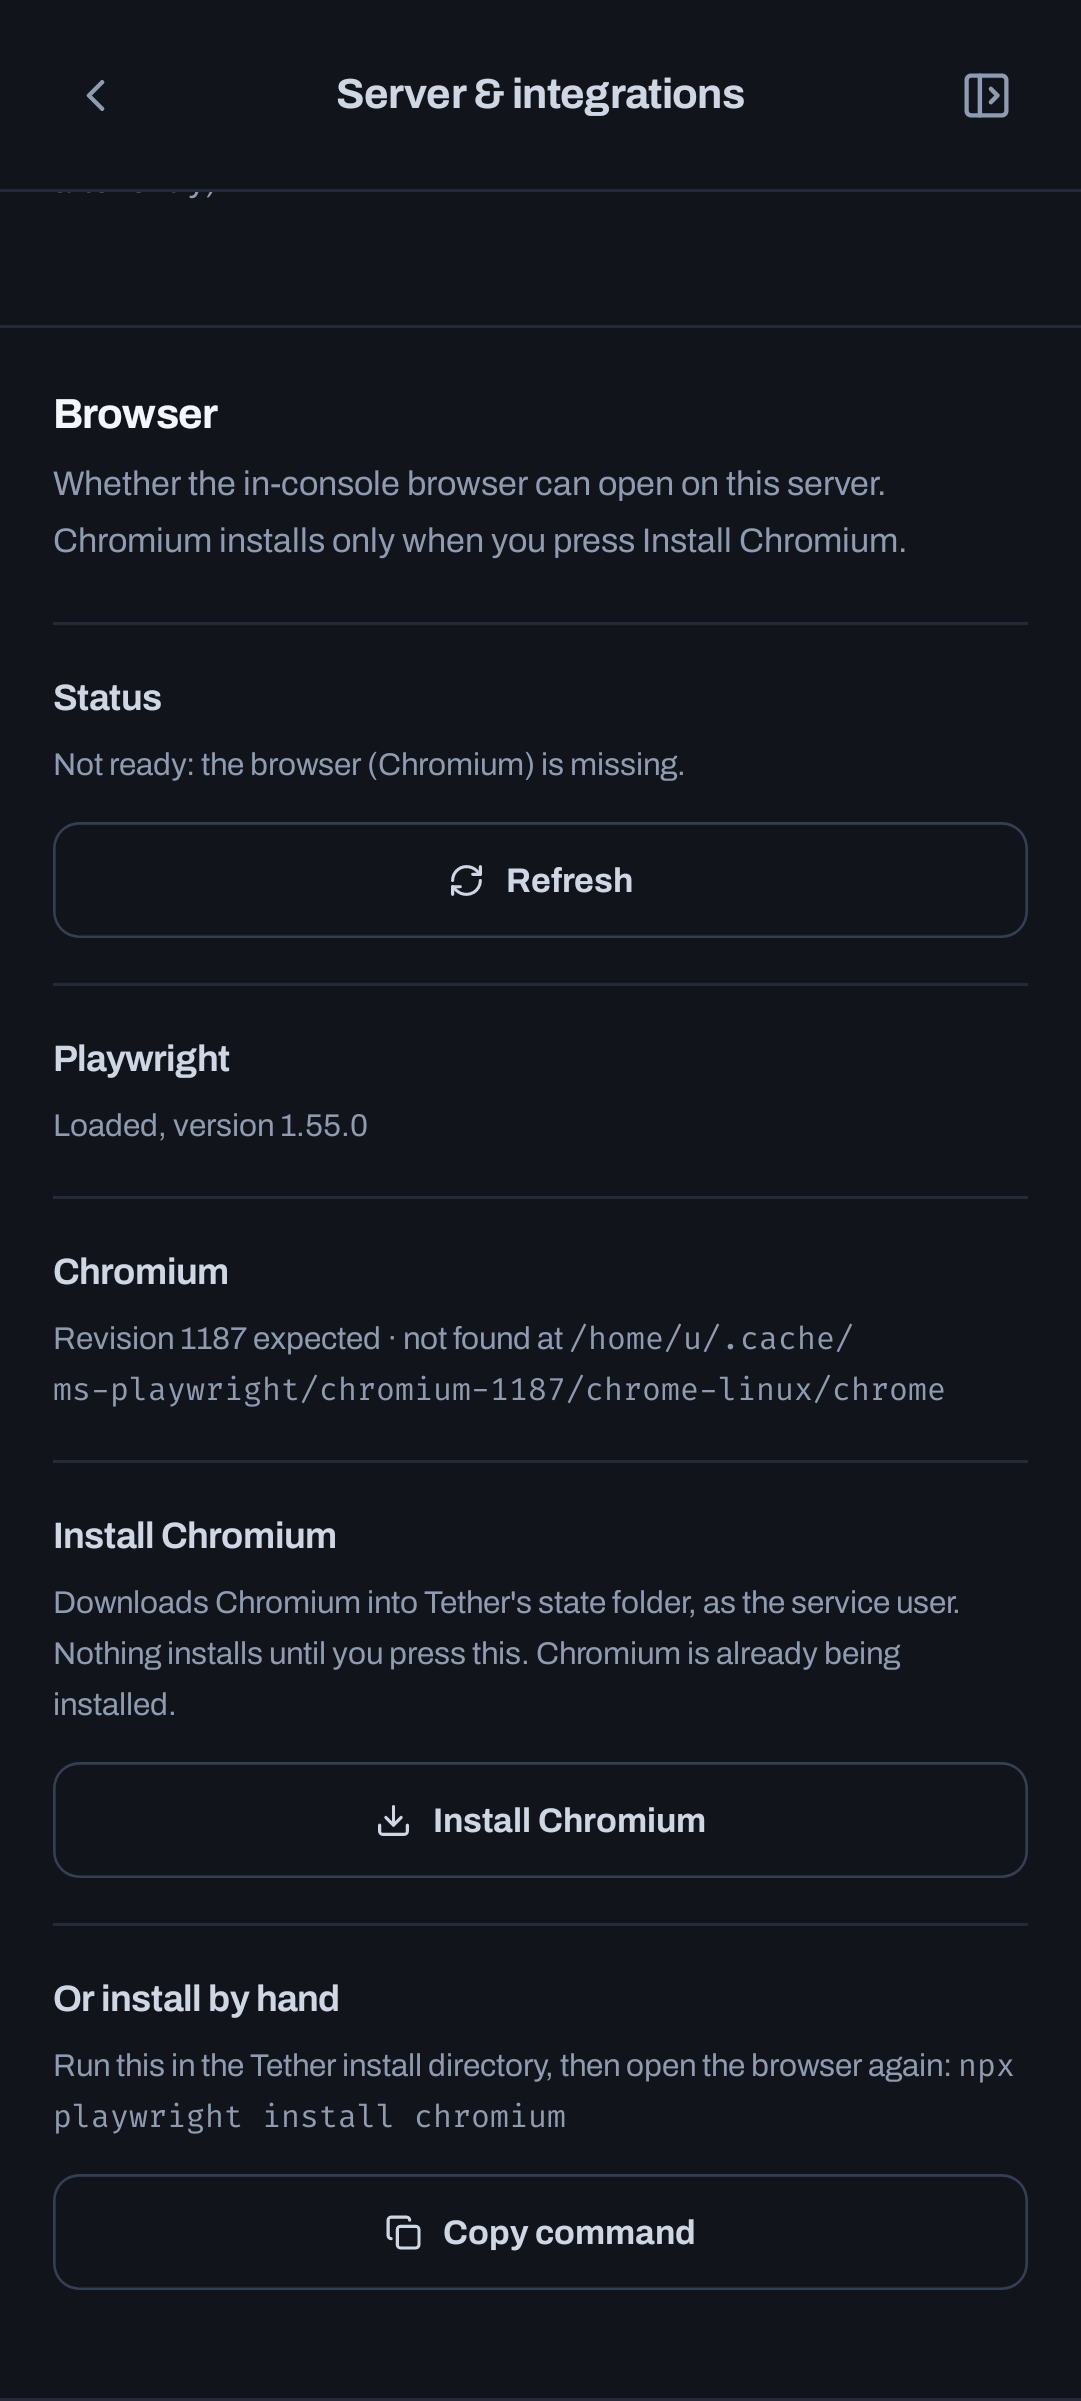 Server & integrations
Browser
Whether the in-console browser can open on this server.
Chromium installs only when you press Install Chromium.
Status
Not ready: the browser (Chromium) is missing.
Refresh
Playwright
Loaded, version 1.55.0
Chromium
Revision 1187 expected · not found at /home/u/.cache/
ms-playwright/chromium-1187/chrome-linux/chrome
Install Chromium
Downloads Chromium into Tether's state folder, as the service user.
Nothing installs until you press this. Chromium is already being
installed.
Install Chromium
Or install by hand
Run this in the Tether install directory, then open the browser again: npx
playwright install chromium
Copy command